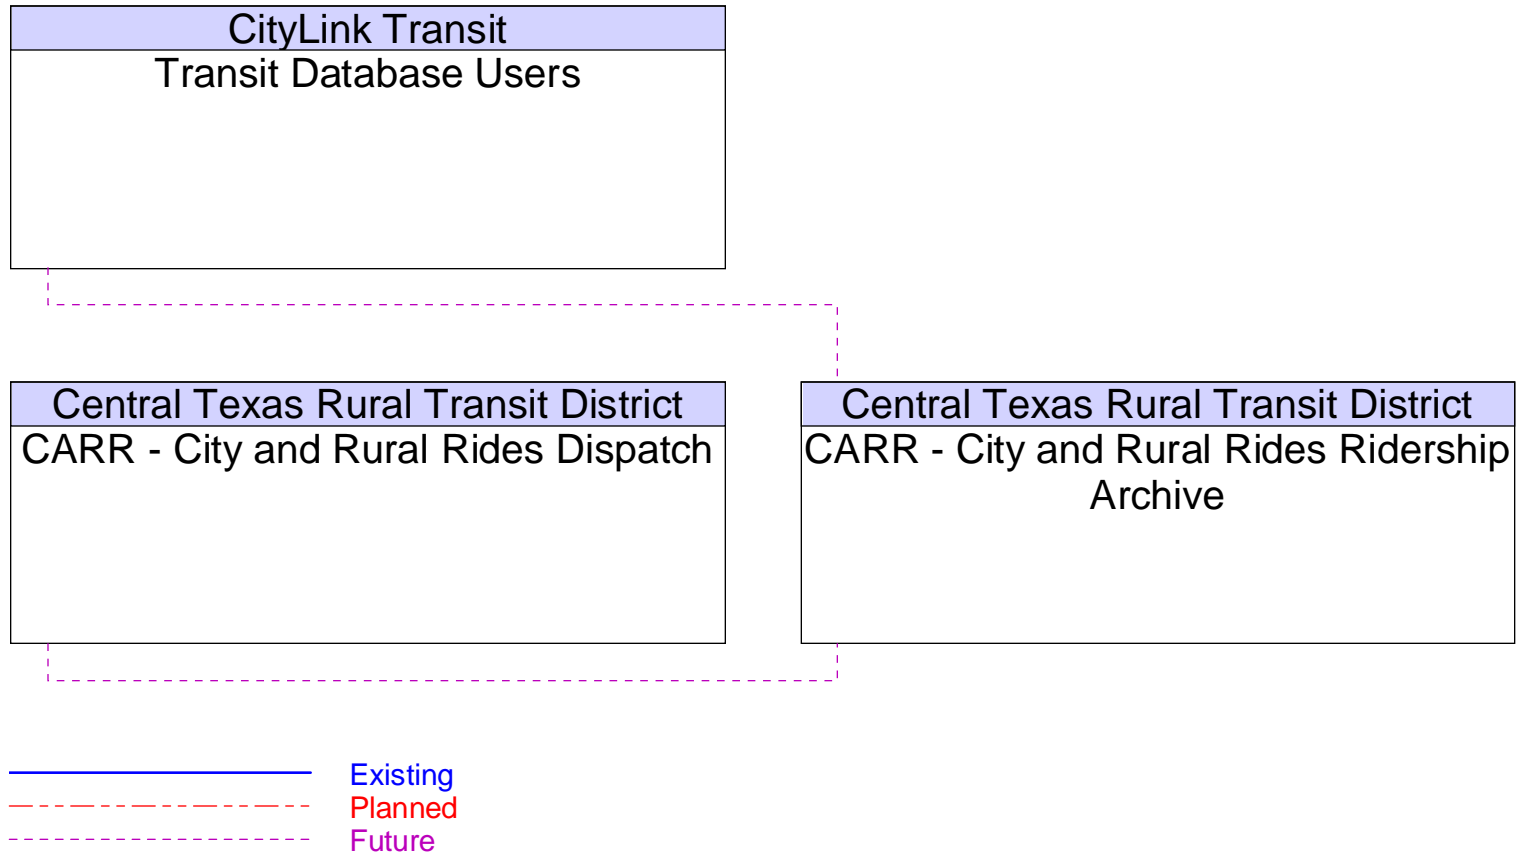 CityLink Transit
Transit Database Users
Central Texas Rural Transit District
CARR - City and Rural Rides Dispatch
Central Texas Rural Transit District
CARR - City and Rural Rides Ridership
Archive
Existing
Planned
Future